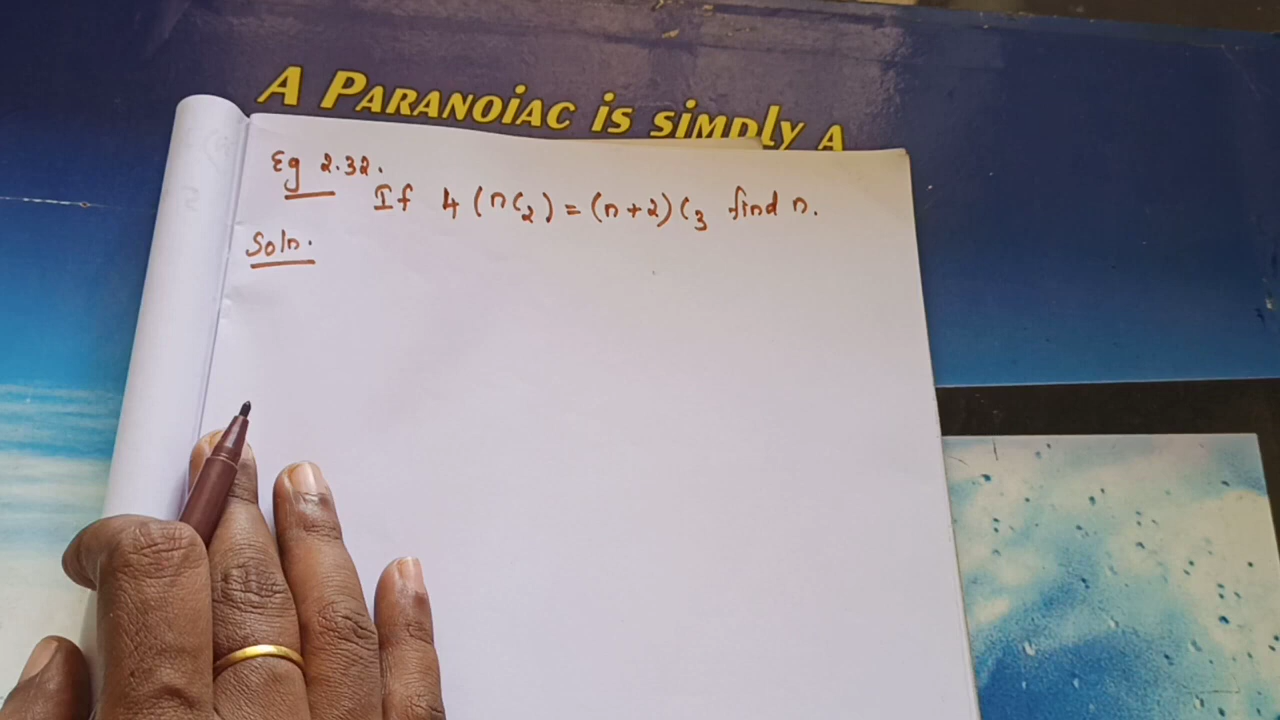 A PARANOiAC iS SiMPLY A
Eg 2.32.
If 4 (nC₂) = (n+2)C₃ find n.
Soln.